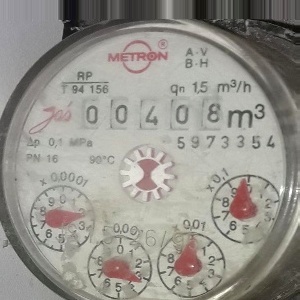 METRON ®
A-V
B-H
RP
T 94 156
qn 1,5 m³/h
00408 m³
5973354
Δp. 0,1 MPa
PN 16 90°C
x 0,0001
x0,1
0,001
0,01